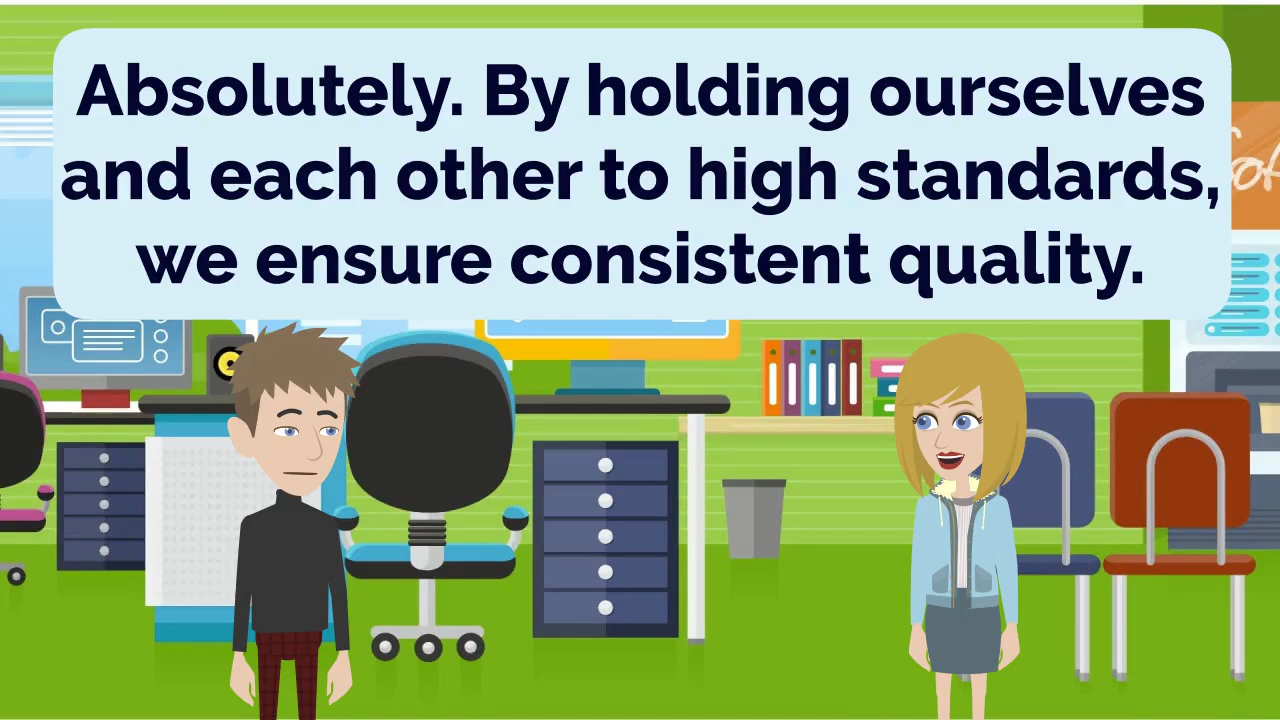 Absolutely. By holding ourselves
and each other to high standards,
we ensure consistent quality.